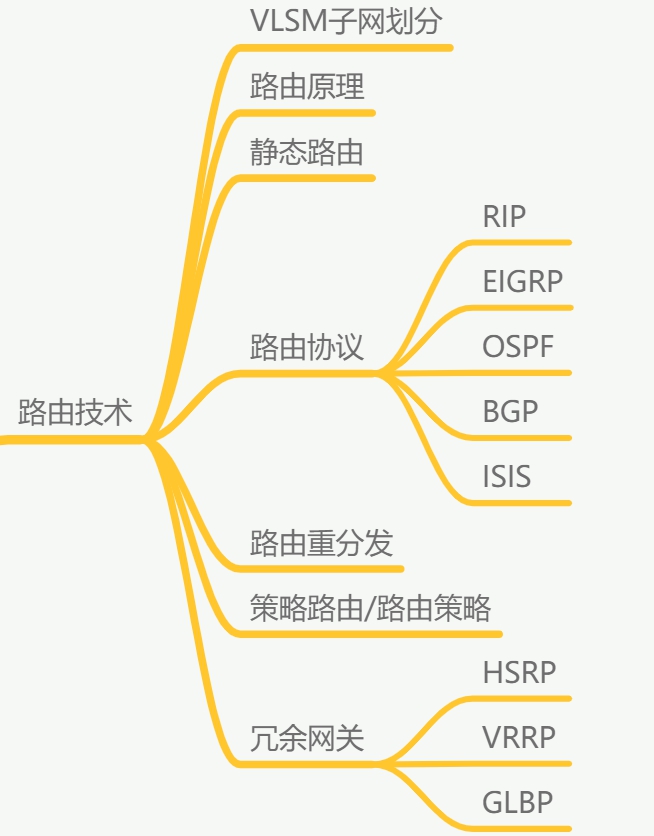 VLSM子网划分
路由原理
静态路由
RIP
EIGRP
路由协议
OSPF
BGP
路由技术
ISIS
路由重分发
策略路由/路由策略
HSRP
冗余网关
VRRP
GLBP